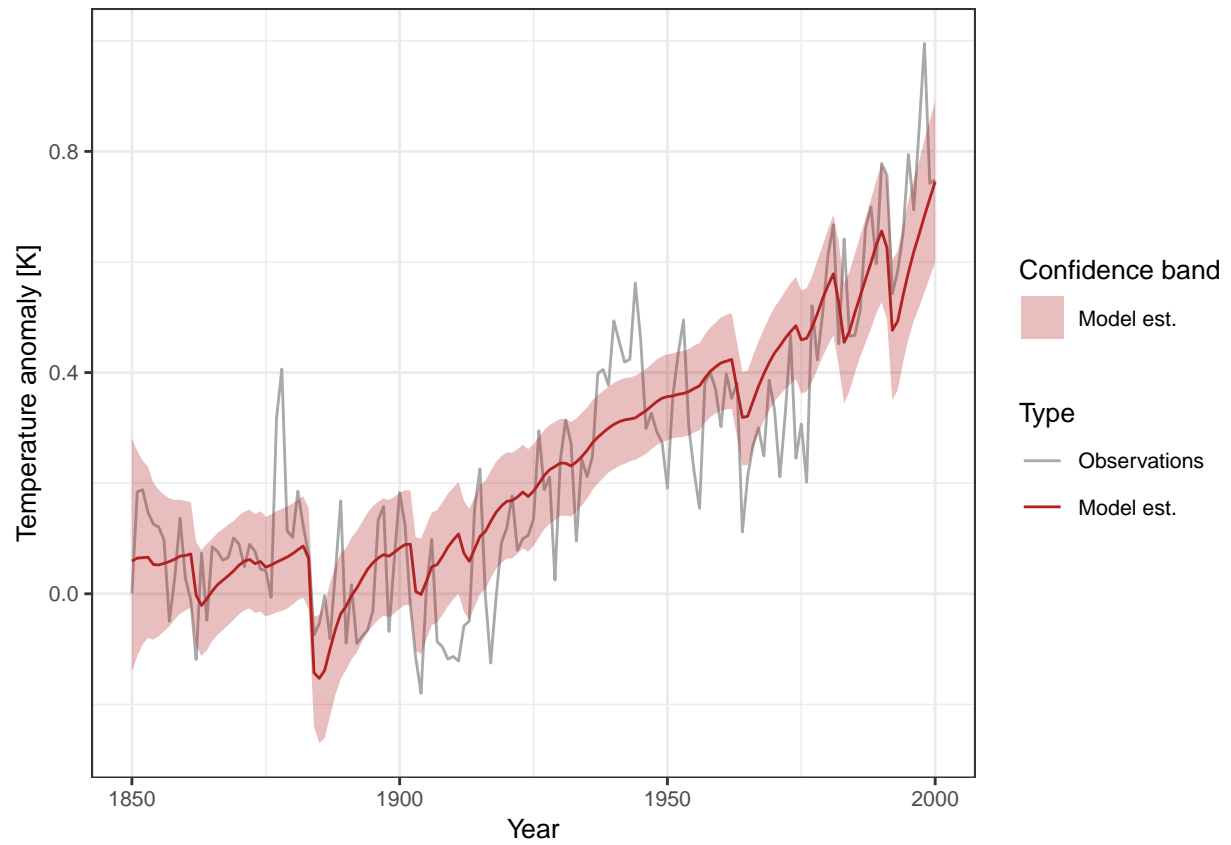 Temperature anomaly [K]
0.8
0.4
0.0
1850
1900
1950
2000
Year
Confidence band
Model est.
Type
Observations
Model est.